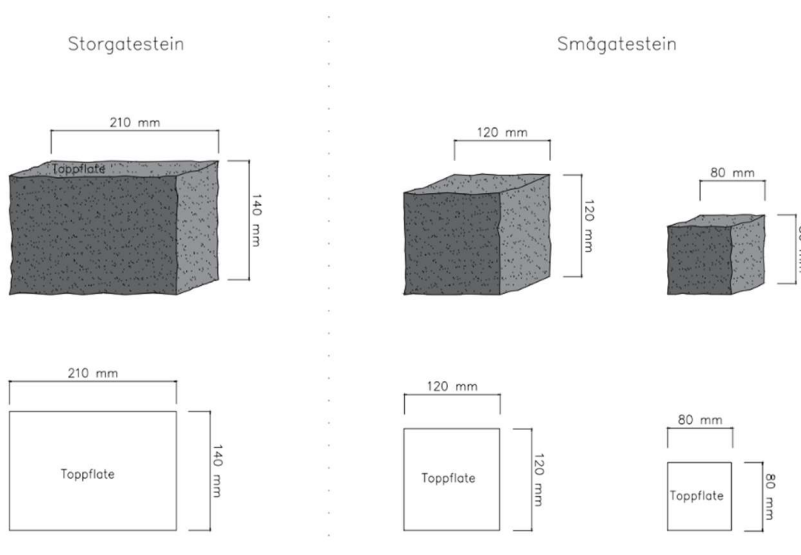 Storgatestein
Smågatestein
210 mm
Toppflate
140 mm
120 mm
120 mm
80 mm
210 mm
140 mm
Toppflate
120 mm
120 mm
Toppflate
80 mm
80 mm
Toppflate